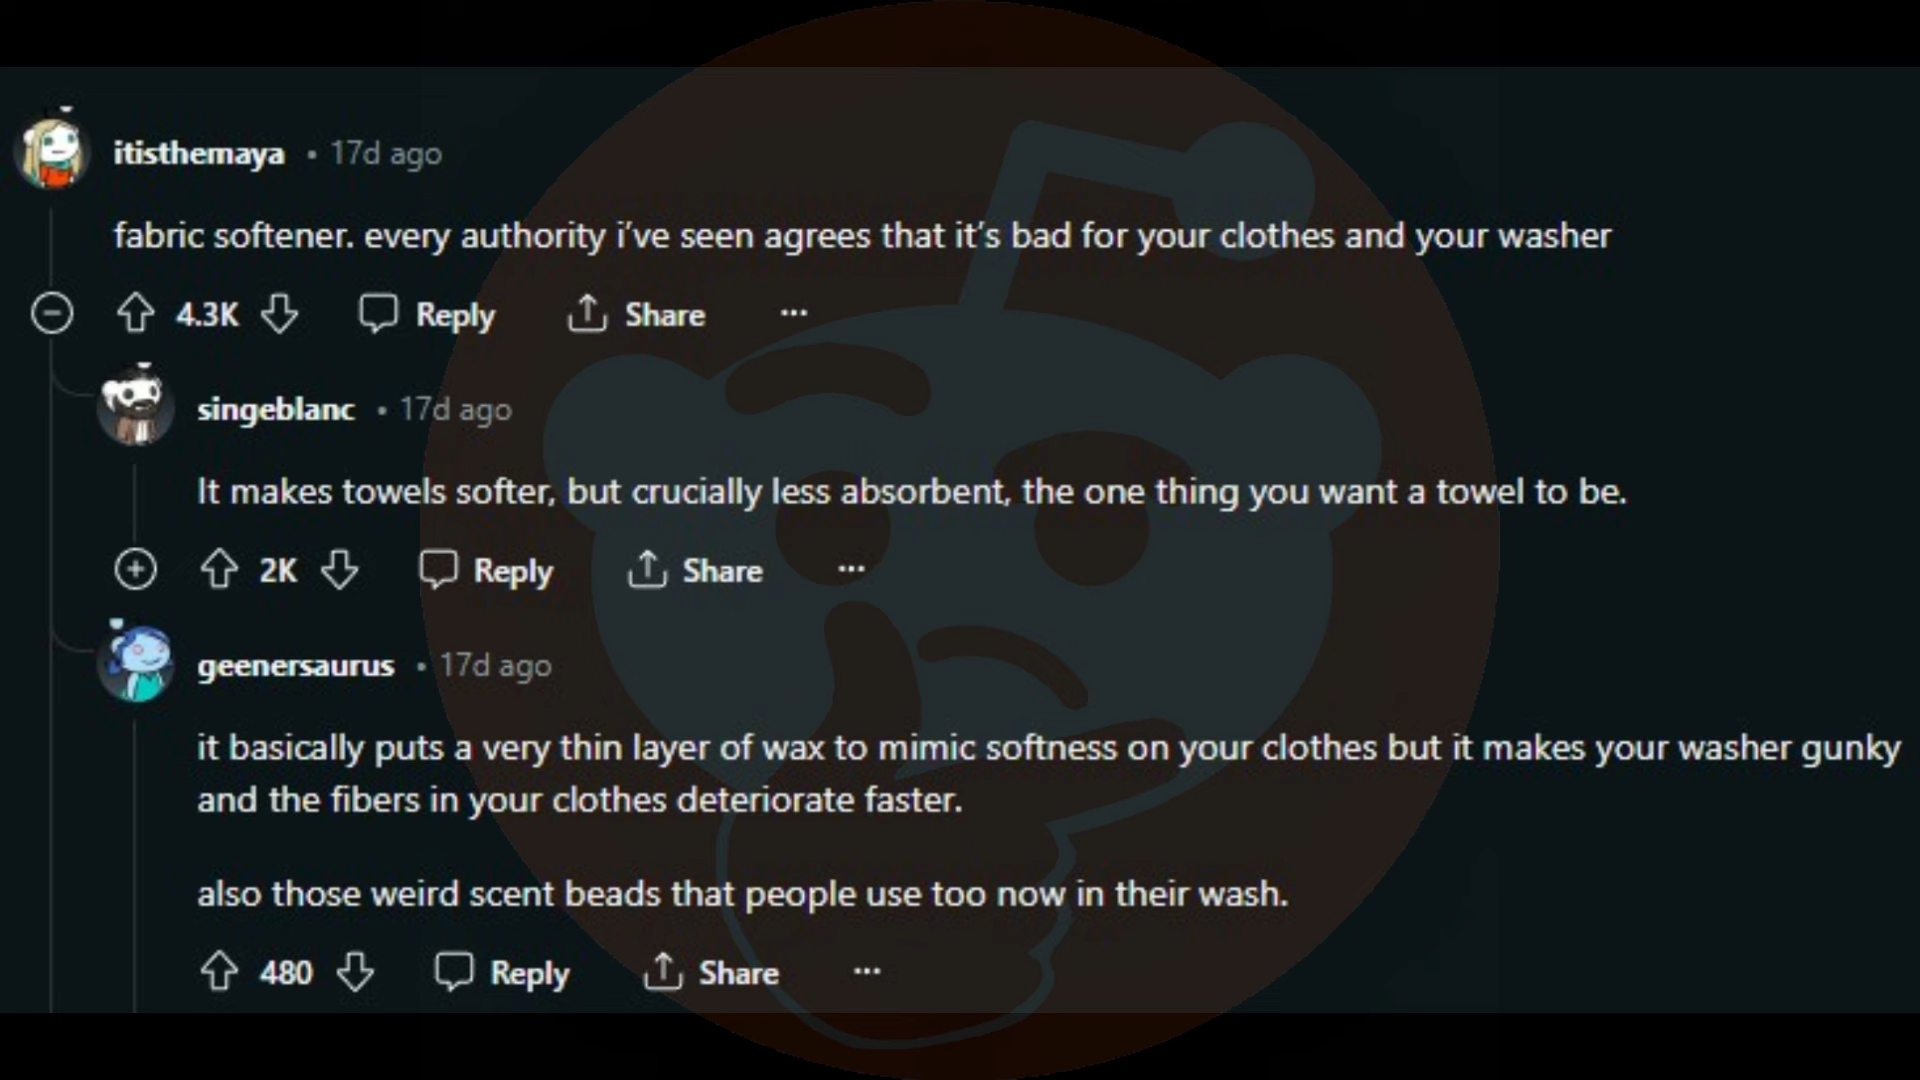 itisthemaya • 17d ago
fabric softener. every authority i’ve seen agrees that it’s bad for your clothes and your washer
4.3K Reply Share ...
singeblanc • 17d ago
It makes towels softer, but crucially less absorbent, the one thing you want a towel to be.
2K Reply Share ...
geenersaurus • 17d ago
it basically puts a very thin layer of wax to mimic softness on your clothes but it makes your washer gunky
and the fibers in your clothes deteriorate faster.
also those weird scent beads that people use too now in their wash.
480 Reply Share ...